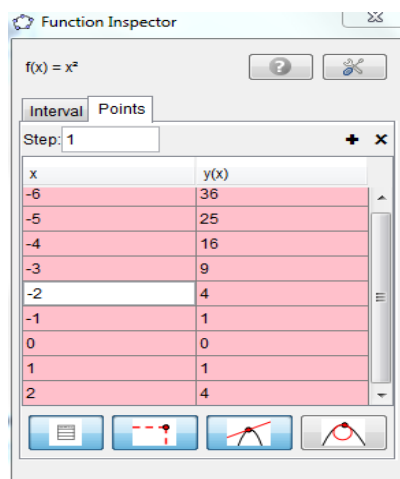 Function Inspector
f(x) = x²
Interval Points
Step: 1
x y(x)
-6 36
-5 25
-4 16
-3 9
-2 4
-1 1
0 0
1 1
2 4